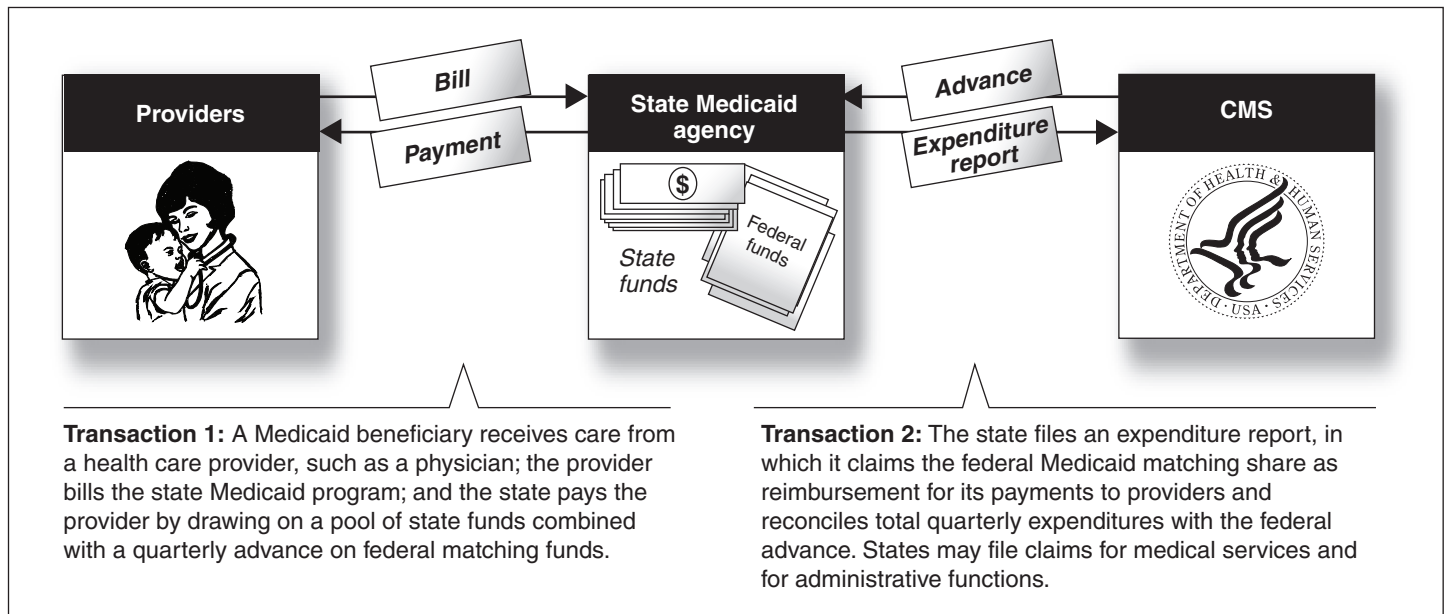 Providers
Bill
Payment
State Medicaid
agency
$
State
funds
Federal
funds
Advance
Expenditure
report
CMS
DEPARTMENT OF HEALTH & HUMAN SERVICES · USA ·
Transaction 1: A Medicaid beneficiary receives care from
a health care provider, such as a physician; the provider
bills the state Medicaid program; and the state pays the
provider by drawing on a pool of state funds combined
with a quarterly advance on federal matching funds.
Transaction 2: The state files an expenditure report, in
which it claims the federal Medicaid matching share as
reimbursement for its payments to providers and
reconciles total quarterly expenditures with the federal
advance. States may file claims for medical services and
for administrative functions.